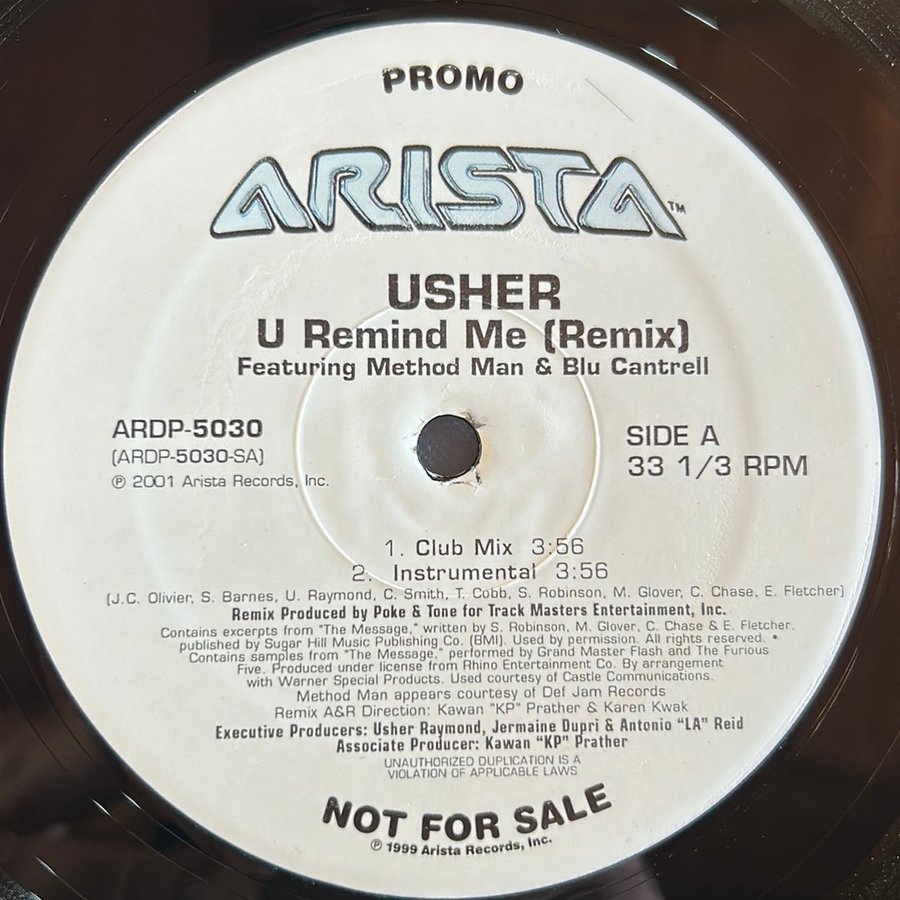 PROMO
ARISTA™
USHER
U Remind Me (Remix)
Featuring Method Man & Blu Cantrell
ARDP-5030
(ARDP-5030-SA)
℗ 2001 Arista Records, Inc.
SIDE A
33 1/3 RPM
1. Club Mix 3:56
2. Instrumental 3:56
(J.C. Olivier, S. Barnes, U. Raymond, C. Smith, T. Cobb, S. Robinson, M. Glover, C. Chase, E. Fletcher)
Remix Produced by Poke & Tone for Track Masters Entertainment, Inc.
Contains excerpts from "The Message," written by S. Robinson, M. Glover, C. Chase & E. Fletcher,
published by Sugar Hill Music Publishing Co. (BMI). Used by permission. All rights reserved. •
Contains samples from "The Message," performed by Grand Master Flash and The Furious
Five. Produced under license from Rhino Entertainment Co. By arrangement
with Warner Special Products. Used courtesy of Castle Communications.
Method Man appears courtesy of Def Jam Records
Remix A&R Direction: Kawan "KP" Prather & Karen Kwak
Executive Producers: Usher Raymond, Jermaine Dupri & Antonio "LA" Reid
Associate Producer: Kawan "KP" Prather
UNAUTHORIZED DUPLICATION IS A
VIOLATION OF APPLICABLE LAWS
NOT FOR SALE
℗ 1999 Arista Records, Inc.